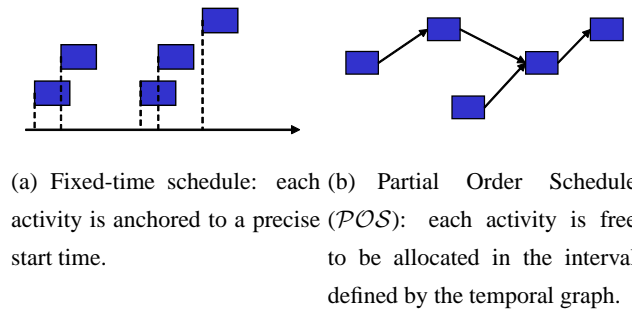 (a) Fixed-time schedule: each
activity is anchored to a precise
start time.
(b) Partial Order Schedule
(POS): each activity is free
to be allocated in the interval
defined by the temporal graph.